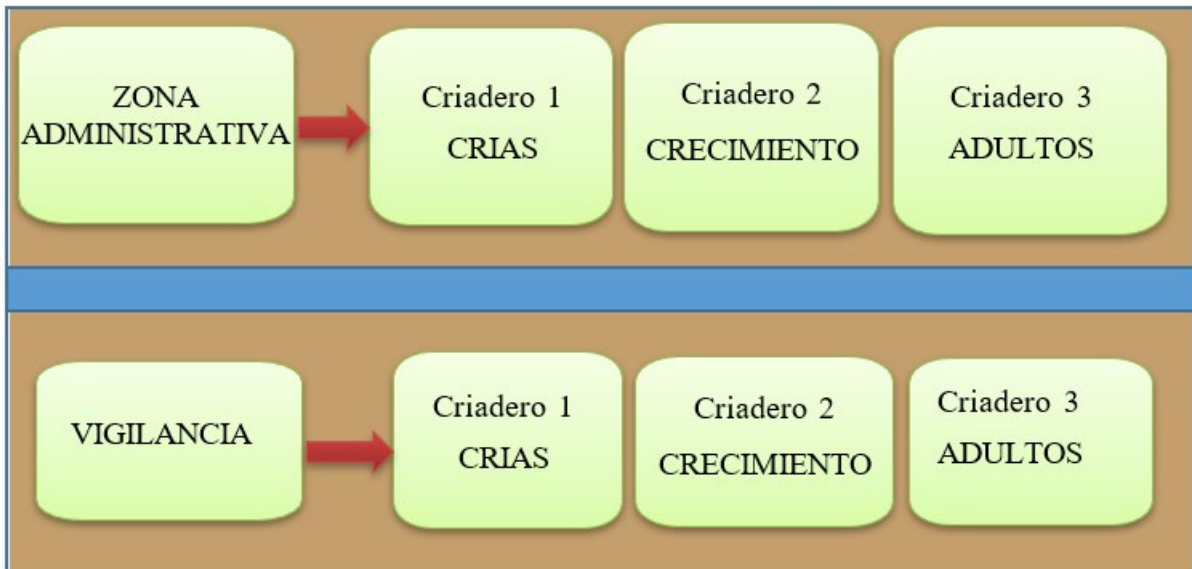 ZONA
ADMINISTRATIVA
Criadero 1
CRIAS
Criadero 2
CRECIMIENTO
Criadero 3
ADULTOS
VIGILANCIA
Criadero 1
CRIAS
Criadero 2
CRECIMIENTO
Criadero 3
ADULTOS